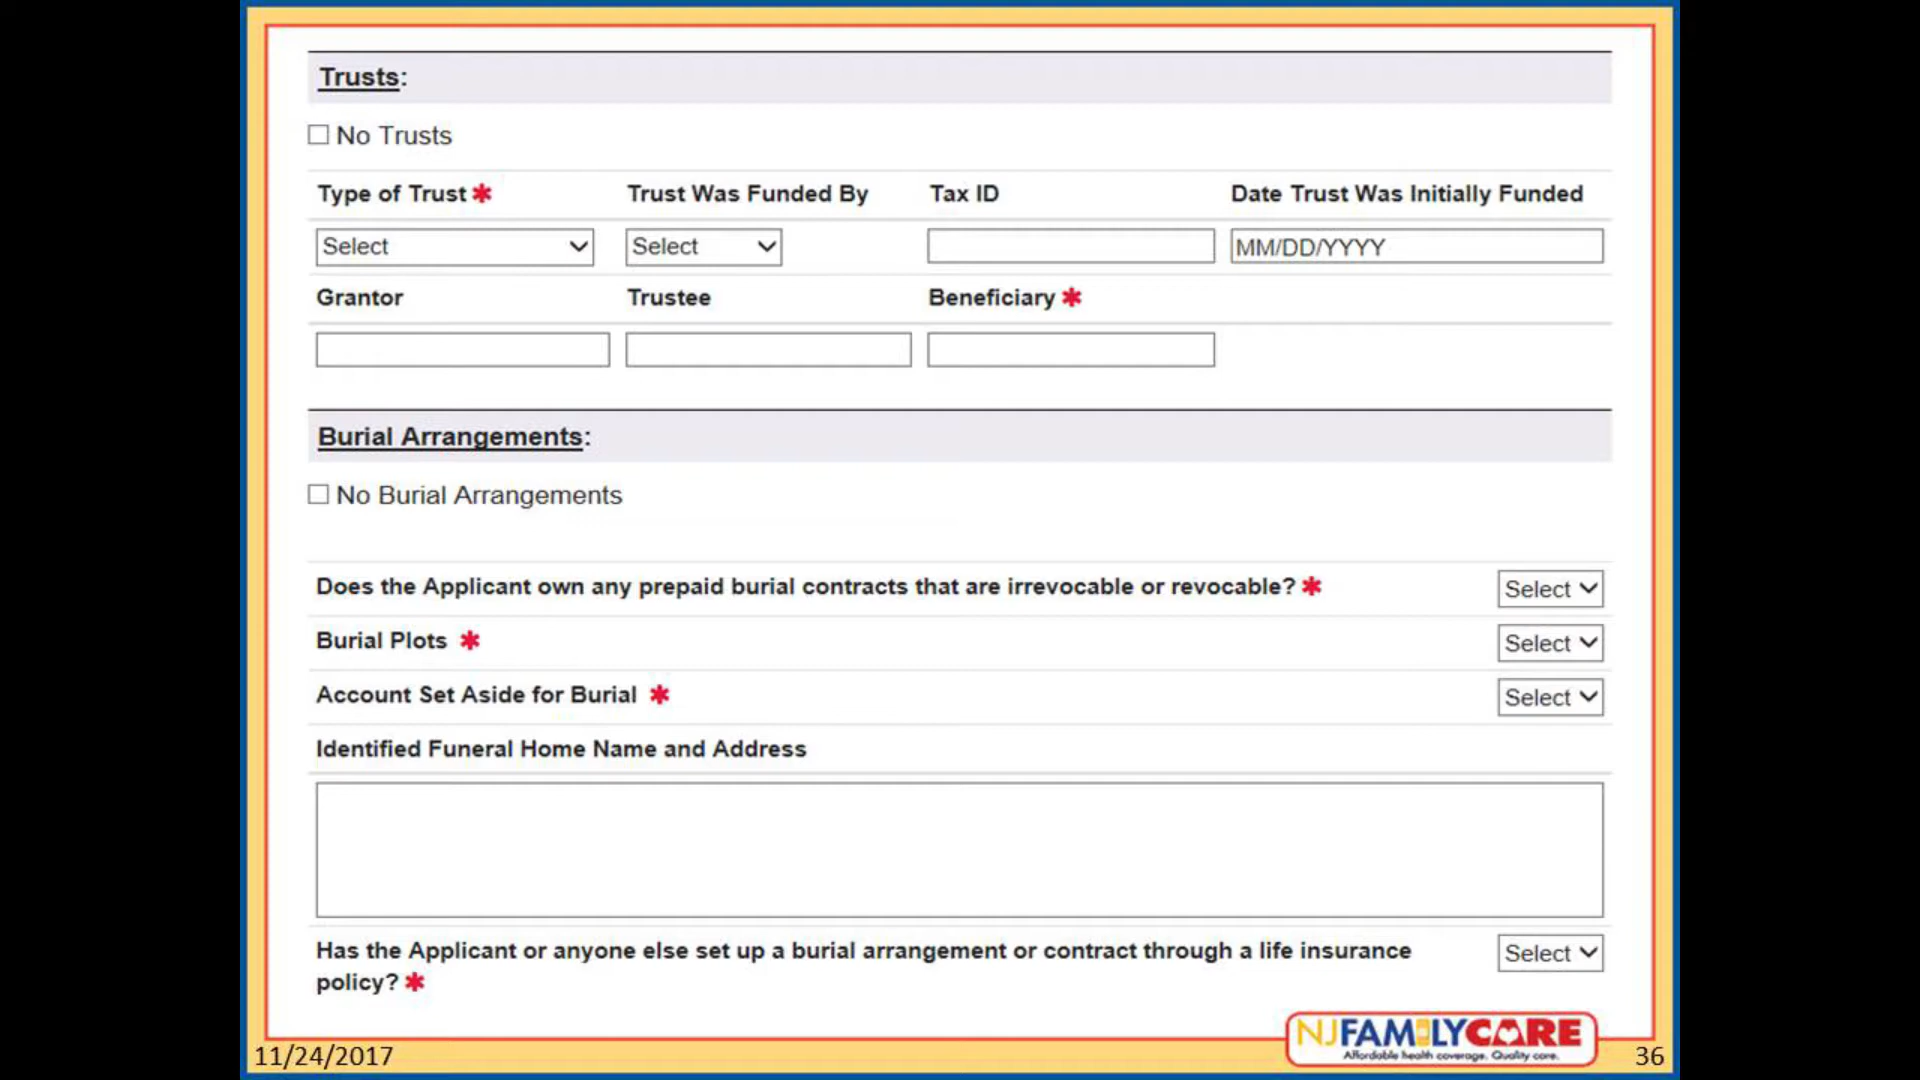 Trusts:
No Trusts
Type of Trust * Trust Was Funded By Tax ID Date Trust Was Initially Funded
Select Select MM/DD/YYYY
Grantor Trustee Beneficiary *
Burial Arrangements:
No Burial Arrangements
Does the Applicant own any prepaid burial contracts that are irrevocable or revocable? * Select
Burial Plots * Select
Account Set Aside for Burial * Select
Identified Funeral Home Name and Address
Has the Applicant or anyone else set up a burial arrangement or contract through a life insurance Select
policy? *
NJFAMILYCARE
Affordable health coverage. Quality care.
11/24/2017 36